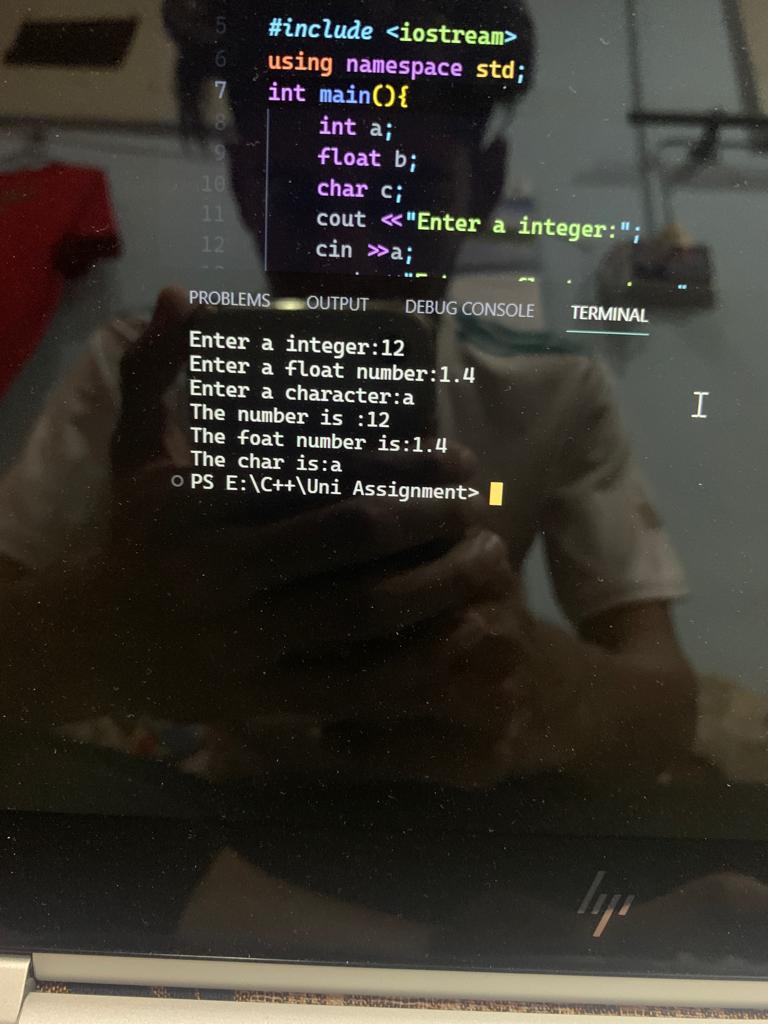 5 #include <iostream>
6 using namespace std;
7 int main(){
8 int a;
9 float b;
10 char c;
11 cout <<"Enter a integer:";
12 cin >>a;
PROBLEMS OUTPUT DEBUG CONSOLE TERMINAL
Enter a integer:12
Enter a float number:1.4
Enter a character:a
The number is :12
The foat number is:1.4
The char is:a
PS E:\C++\Uni Assignment>
hp